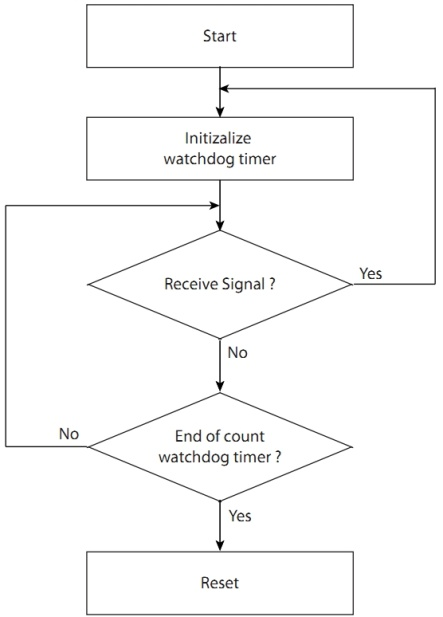 Start
Initizalize
watchdog timer
Receive Signal ?
Yes
No
End of count
watchdog timer ?
No
Yes
Reset